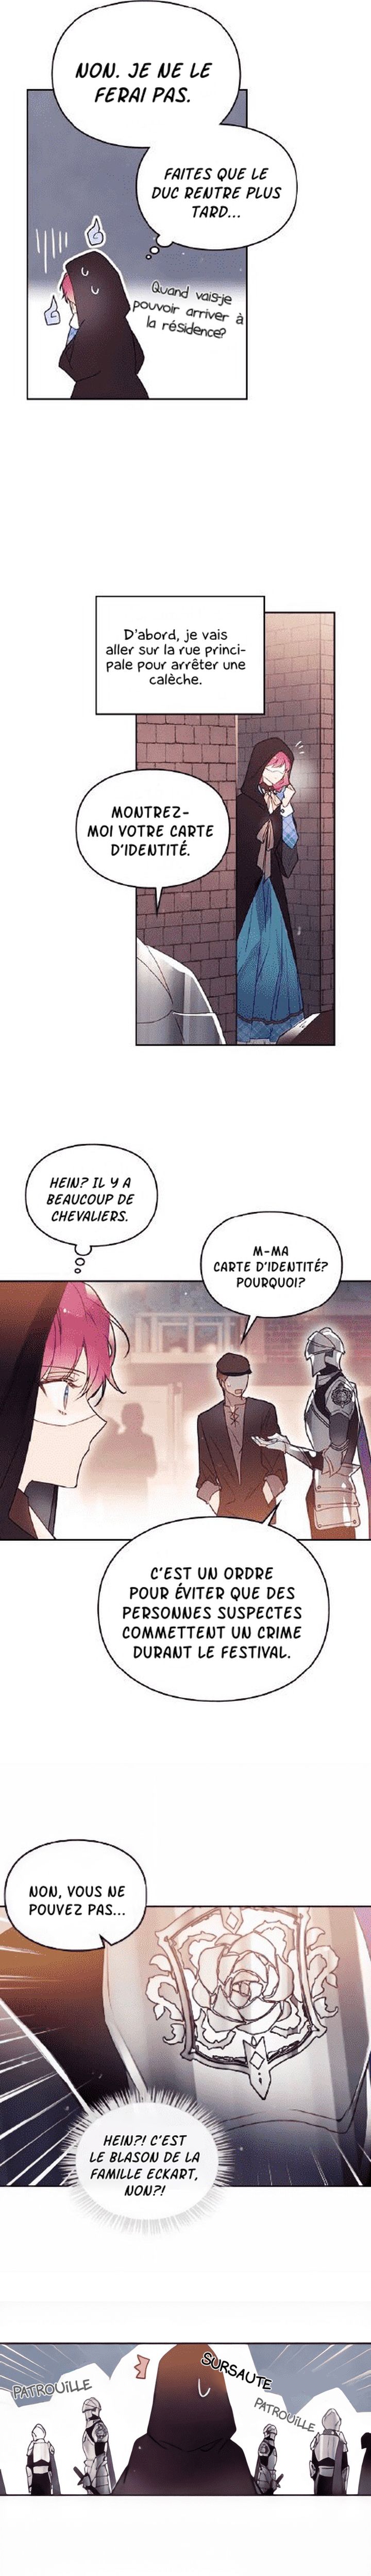 NON. JE NE LE
FERAI PAS.
FAITES QUE LE
DUC RENTRE PLUS
TARD...
Quand vais-je
pouvoir arriver à
la résidence?
D'abord, je vais
aller sur la rue princi-
pale pour arrêter une
calèche.
MONTREZ-
MOI VOTRE CARTE
D'IDENTITÉ.
HEIN? IL Y A
BEAUCOUP DE
CHEVALIERS.
M-MA
CARTE D'IDENTITÉ?
POURQUOI?
C'EST UN ORDRE
POUR ÉVITER QUE DES
PERSONNES SUSPECTES
COMMETTENT UN CRIME
DURANT LE FESTIVAL.
NON, VOUS NE
POUVEZ PAS...
HEIN?! C'EST
LE BLASON DE LA
FAMILLE ECKART,
NON?!
PATROUiLLE
SURSAUTE
PATROUiLLE